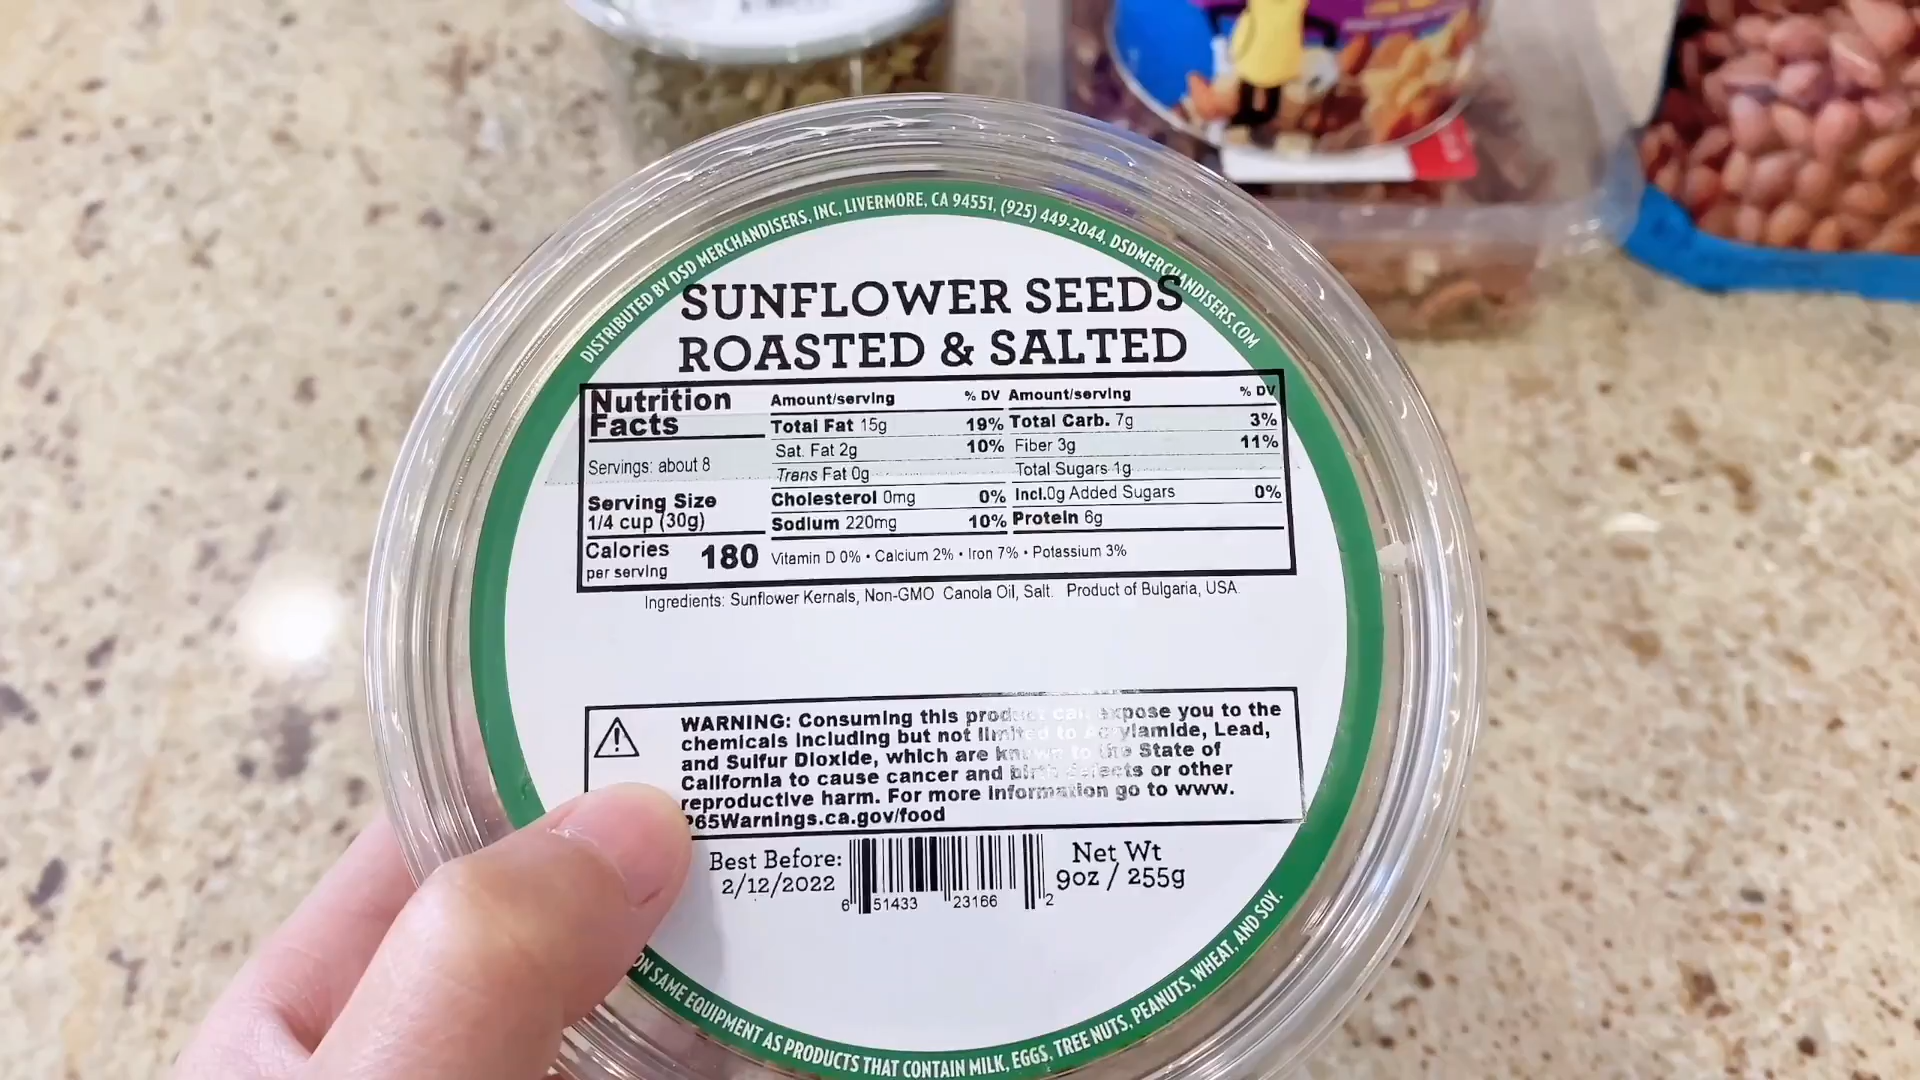 DISTRIBUTED BY DSD MERCHANDISERS, INC, LIVERMORE, CA 94551, (925) 449-2044, DSDMERCHANDISERS.COM
SUNFLOWER SEEDS
ROASTED & SALTED
Nutrition
Facts
Servings: about 8
Serving Size
1/4 cup (30g)
Calories
per serving
180
Amount/serving % DV
Total Fat 15g 19%
Sat. Fat 2g 10%
Trans Fat 0g
Cholesterol 0mg 0%
Sodium 220mg 10%
Amount/serving % DV
Total Carb. 7g 3%
Fiber 3g 11%
Total Sugars 1g
Incl.0g Added Sugars 0%
Protein 6g
Vitamin D 0% • Calcium 2% • Iron 7% • Potassium 3%
Ingredients: Sunflower Kernals, Non-GMO Canola Oil, Salt. Product of Bulgaria, USA.
WARNING: Consuming this product can expose you to the
chemicals including but not limited to Acrylamide, Lead,
and Sulfur Dioxide, which are known to the State of
California to cause cancer and birth defects or other
reproductive harm. For more information go to www.
P65Warnings.ca.gov/food
Best Before:
2/12/2022
6 51433 23166 2
Net Wt
9oz / 255g
ON SAME EQUIPMENT AS PRODUCTS THAT CONTAIN MILK, EGGS, TREE NUTS, PEANUTS, WHEAT, AND SOY.